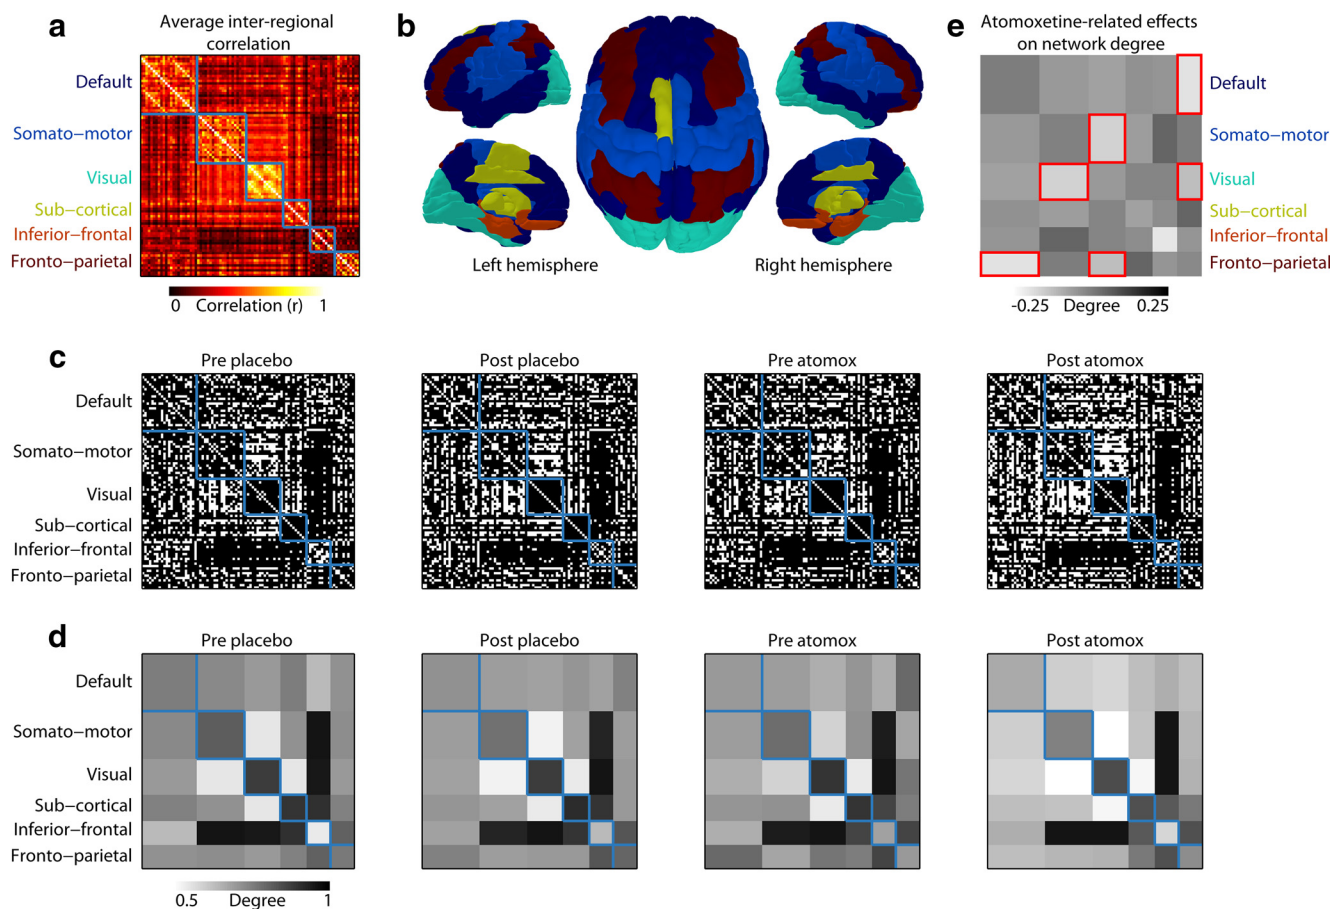 a
Average inter-regional
correlation
Default
Somato-motor
Visual
Sub-cortical
Inferior-frontal
Fronto-parietal
0 Correlation (r) 1
b
Left hemisphere
Right hemisphere
e
Atomoxetine-related effects
on network degree
Default
Somato-motor
Visual
Sub-cortical
Inferior-frontal
Fronto-parietal
-0.25 Degree 0.25
c
Pre placebo
Post placebo
Pre atomox
Post atomox
Default
Somato-motor
Visual
Sub-cortical
Inferior-frontal
Fronto-parietal
d
Pre placebo
Post placebo
Pre atomox
Post atomox
Default
Somato-motor
Visual
Sub-cortical
Inferior-frontal
Fronto-parietal
0.5 Degree 1